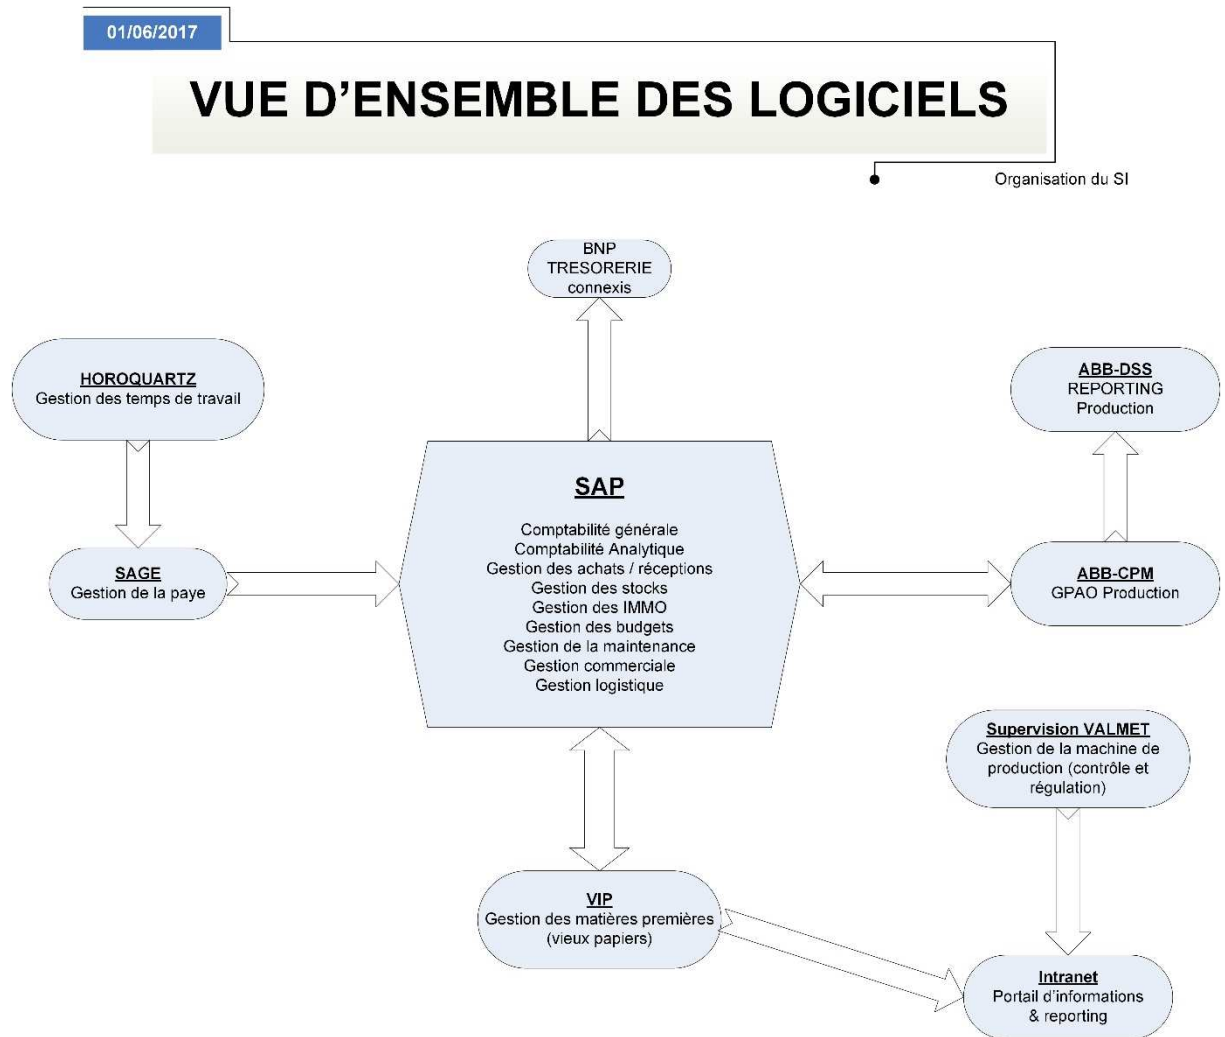 01/06/2017
VUE D’ENSEMBLE DES LOGICIELS
Organisation du SI
BNP
TRESORERIE
connexis
HOROQUARTZ
Gestion des temps de travail
ABB-DSS
REPORTING
Production
SAP
Comptabilité générale
Comptabilité Analytique
Gestion des achats / réceptions
Gestion des stocks
Gestion des IMMO
Gestion des budgets
Gestion de la maintenance
Gestion commerciale
Gestion logistique
SAGE
Gestion de la paye
ABB-CPM
GPAO Production
Supervision VALMET
Gestion de la machine de
production (contrôle et
régulation)
VIP
Gestion des matières premières
(vieux papiers)
Intranet
Portail d’informations
& reporting